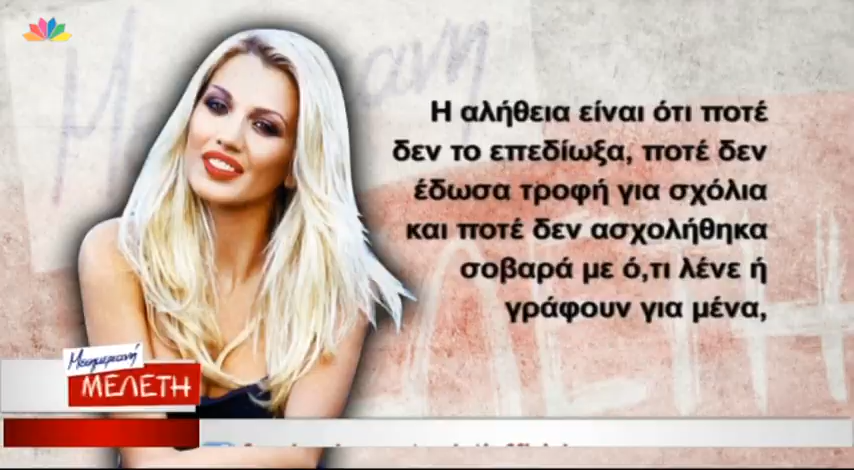 Η αλήθεια είναι ότι ποτέ
δεν το επεδίωξα, ποτέ δεν
έδωσα τροφή για σχόλια
και ποτέ δεν ασχολήθηκα
σοβαρά με ό,τι λένε ή
γράφουν για μένα,
Μεσημεριανή
ΜΕΛΕΤΗ